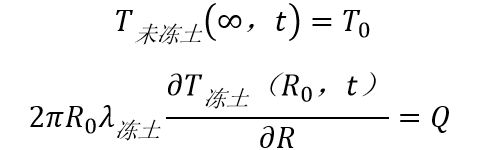 T未冻土(∞，t) = T₀
2πR₀λ冻土 ∂T冻土（R₀，t）/∂R = Q